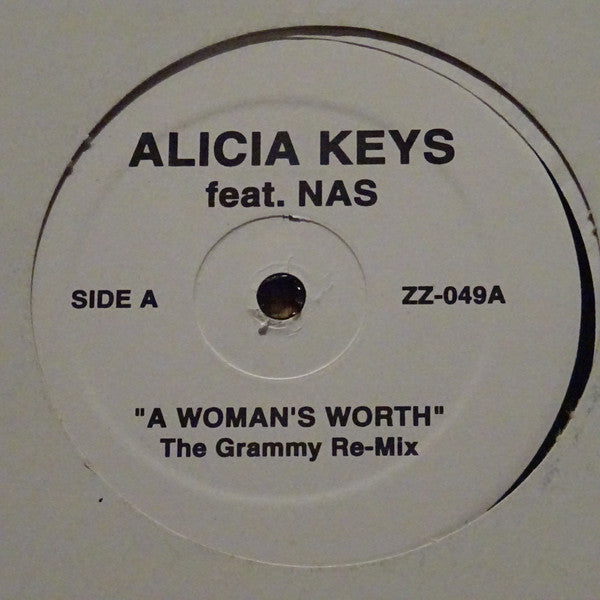 ALICIA KEYS
feat. NAS
SIDE A
ZZ-049A
"A WOMAN'S WORTH"
The Grammy Re-Mix